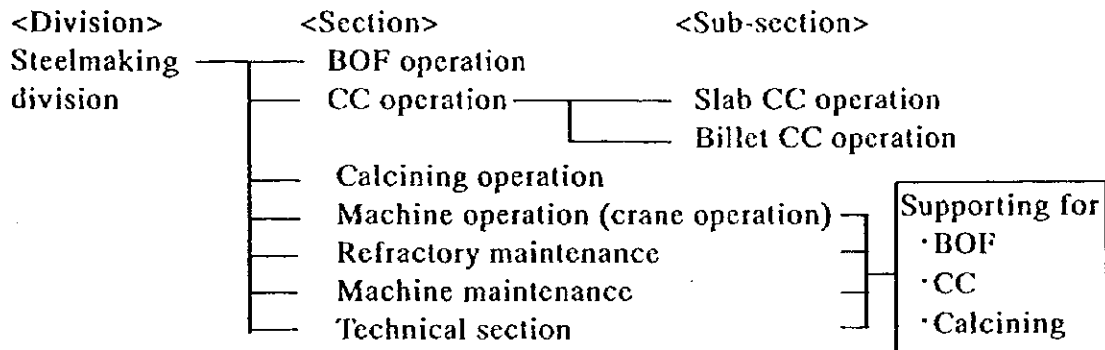 <Division> <Section> <Sub-section>
Steelmaking BOF operation
division CC operation Slab CC operation
Billet CC operation
Calcining operation
Machine operation (crane operation) Supporting for
Refractory maintenance ・BOF
Machine maintenance ・CC
Technical section ・Calcining